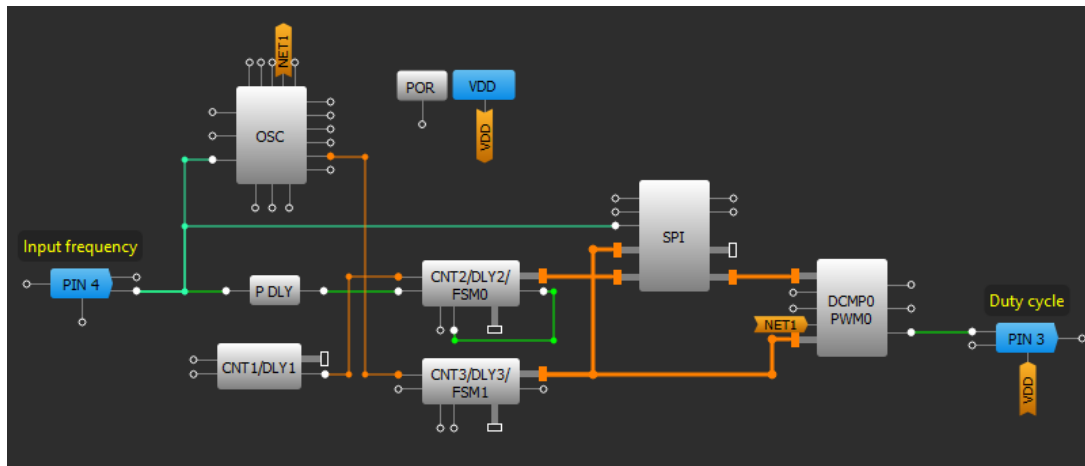 NET1
OSC
POR
VDD
VDD
SPI
Input frequency
PIN 4
P DLY
CNT2/DLY2/
FSM0
DCMP0
PWM0
Duty cycle
NET1
PIN 3
CNT1/DLY1
CNT3/DLY3/
FSM1
VDD